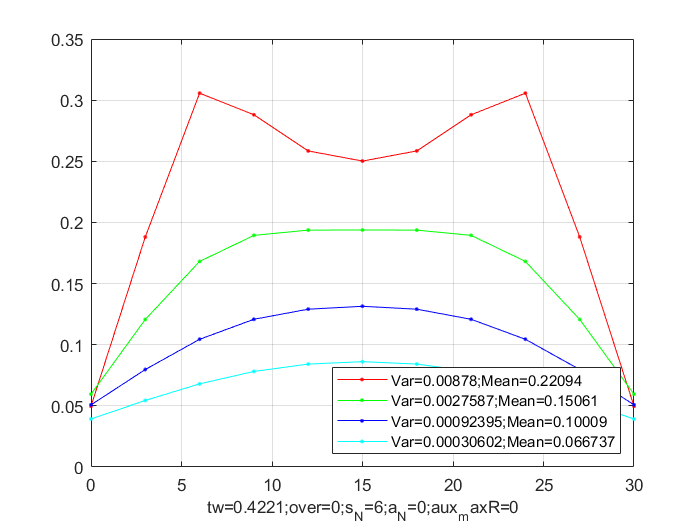 0.35
0.3
0.25
0.2
0.15
0.1
0.05
0
Var=0.00878;Mean=0.22094
Var=0.0027587;Mean=0.15061
Var=0.00092395;Mean=0.10009
Var=0.00030602;Mean=0.066737
0 5 10 15 20 25 30
tw=0.4221;over=0;s_N=6;a_N=0;aux_maxR=0